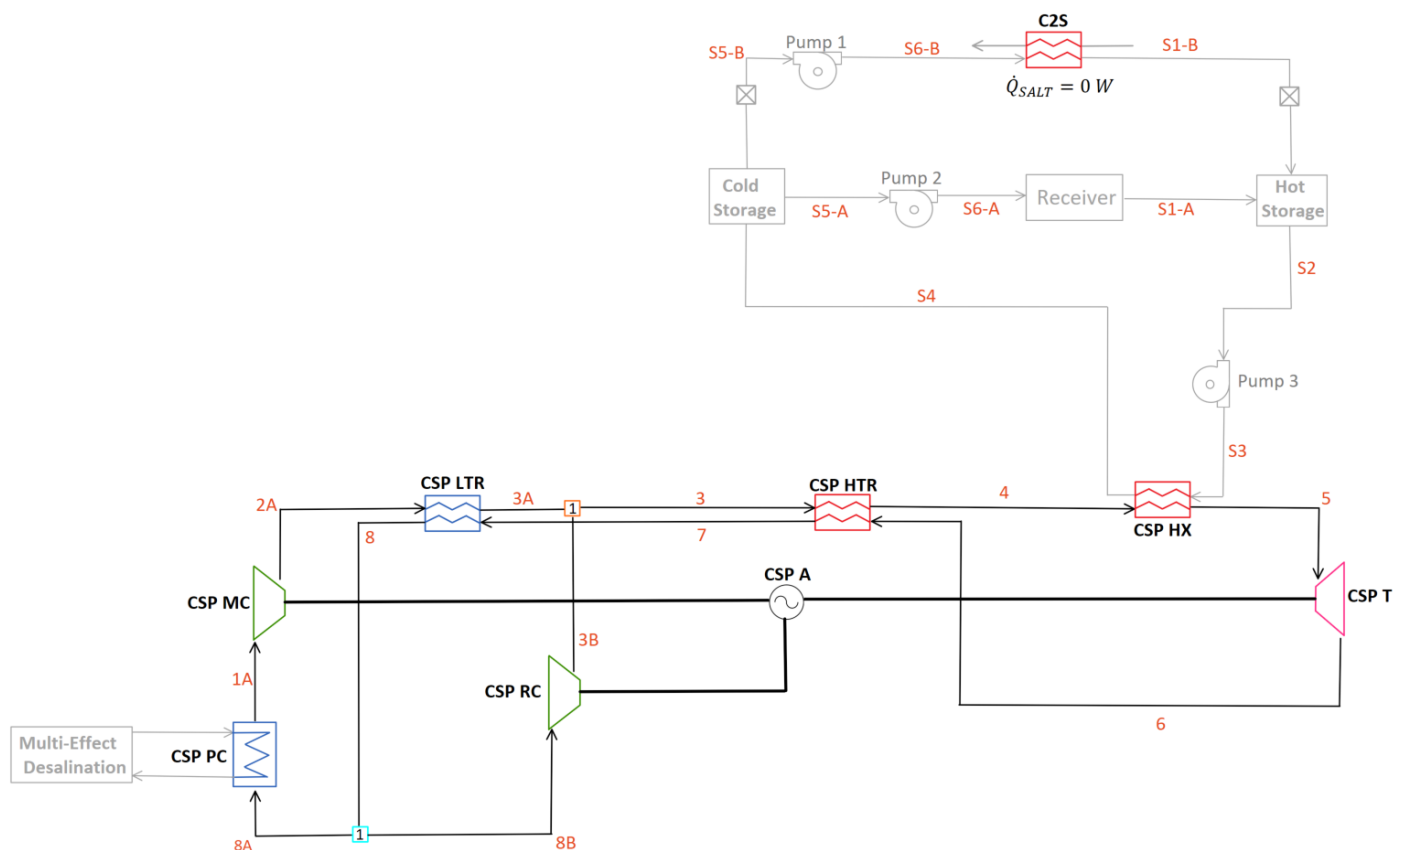 C2S
Pump 1
S5-B
S6-B
S1-B
Q̇_SALT = 0 W
Cold
Storage
Pump 2
S5-A
S6-A
Receiver
S1-A
Hot
Storage
S2
S4
Pump 3
S3
CSP LTR
CSP HTR
2A
3A
1
3
4
5
8
7
CSP HX
CSP MC
CSP A
CSP T
3B
1A
CSP RC
6
Multi-Effect
Desalination
CSP PC
1
8A
8B